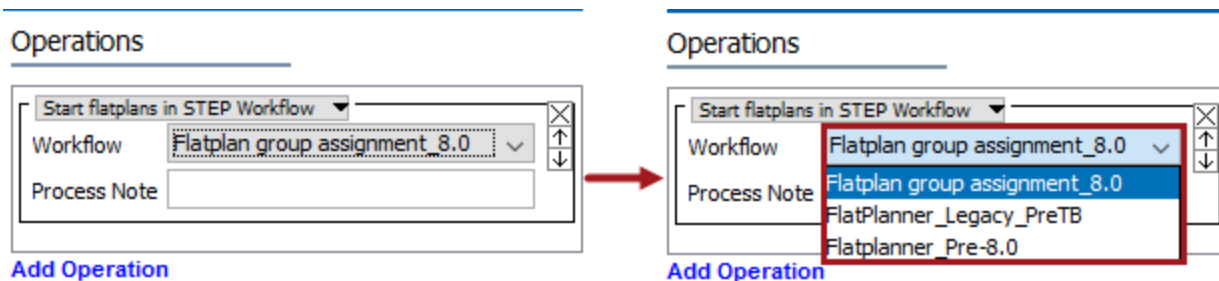 Operations
Start flatplans in STEP Workflow
Workflow
Flatplan group assignment_8.0
Process Note
Add Operation
Operations
Start flatplans in STEP Workflow
Workflow
Flatplan group assignment_8.0
Process Note
Flatplan group assignment_8.0
FlatPlanner_Legacy_PreTB
Flatplanner_Pre-8.0
Add Operation